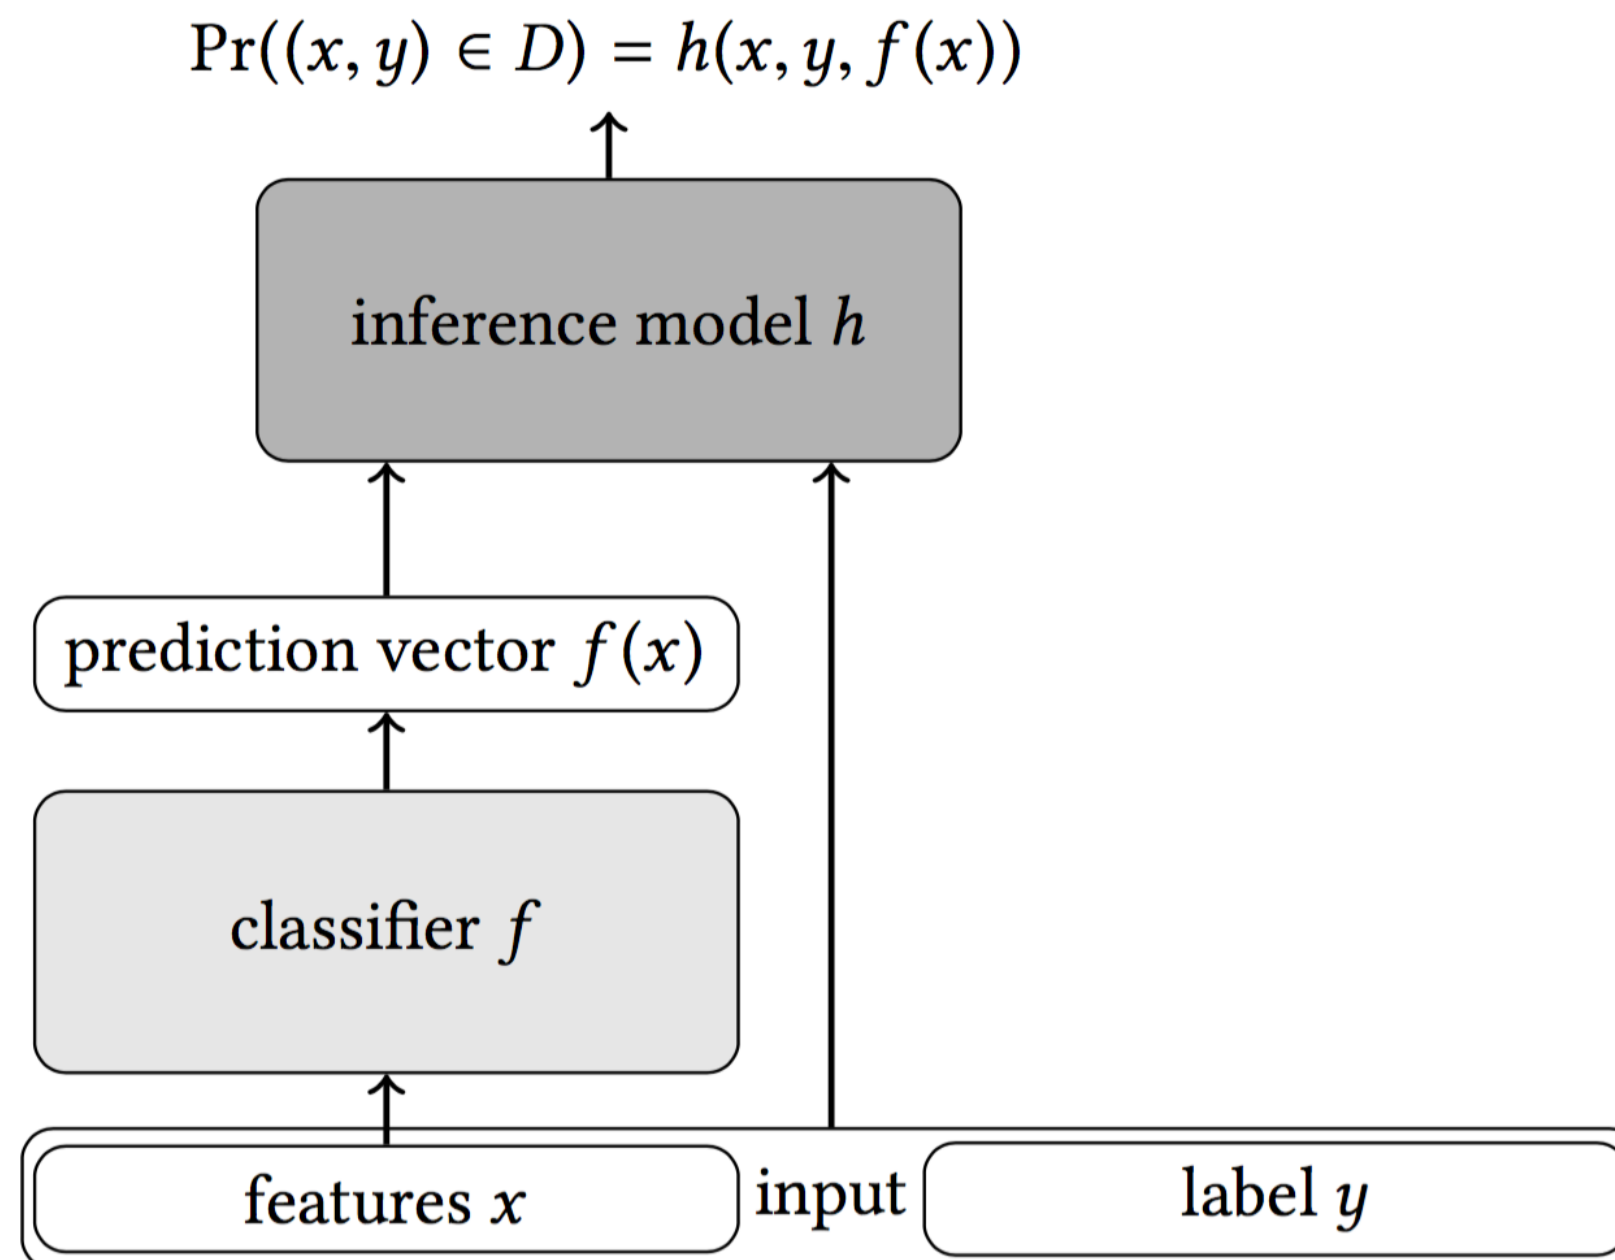 Pr((x, y) ∈ D) = h(x, y, f(x))
inference model h
prediction vector f(x)
classifier f
features x input label y